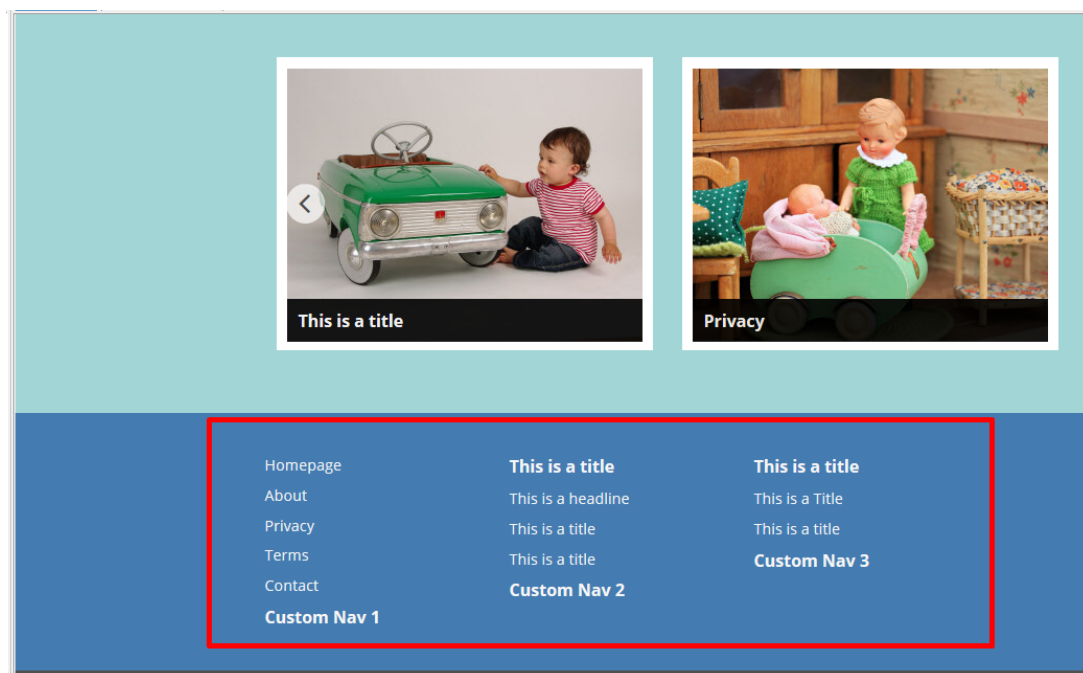 This is a title
Privacy
Homepage
About
Privacy
Terms
Contact
Custom Nav 1
This is a title
This is a headline
This is a title
This is a title
Custom Nav 2
This is a title
This is a Title
This is a title
Custom Nav 3